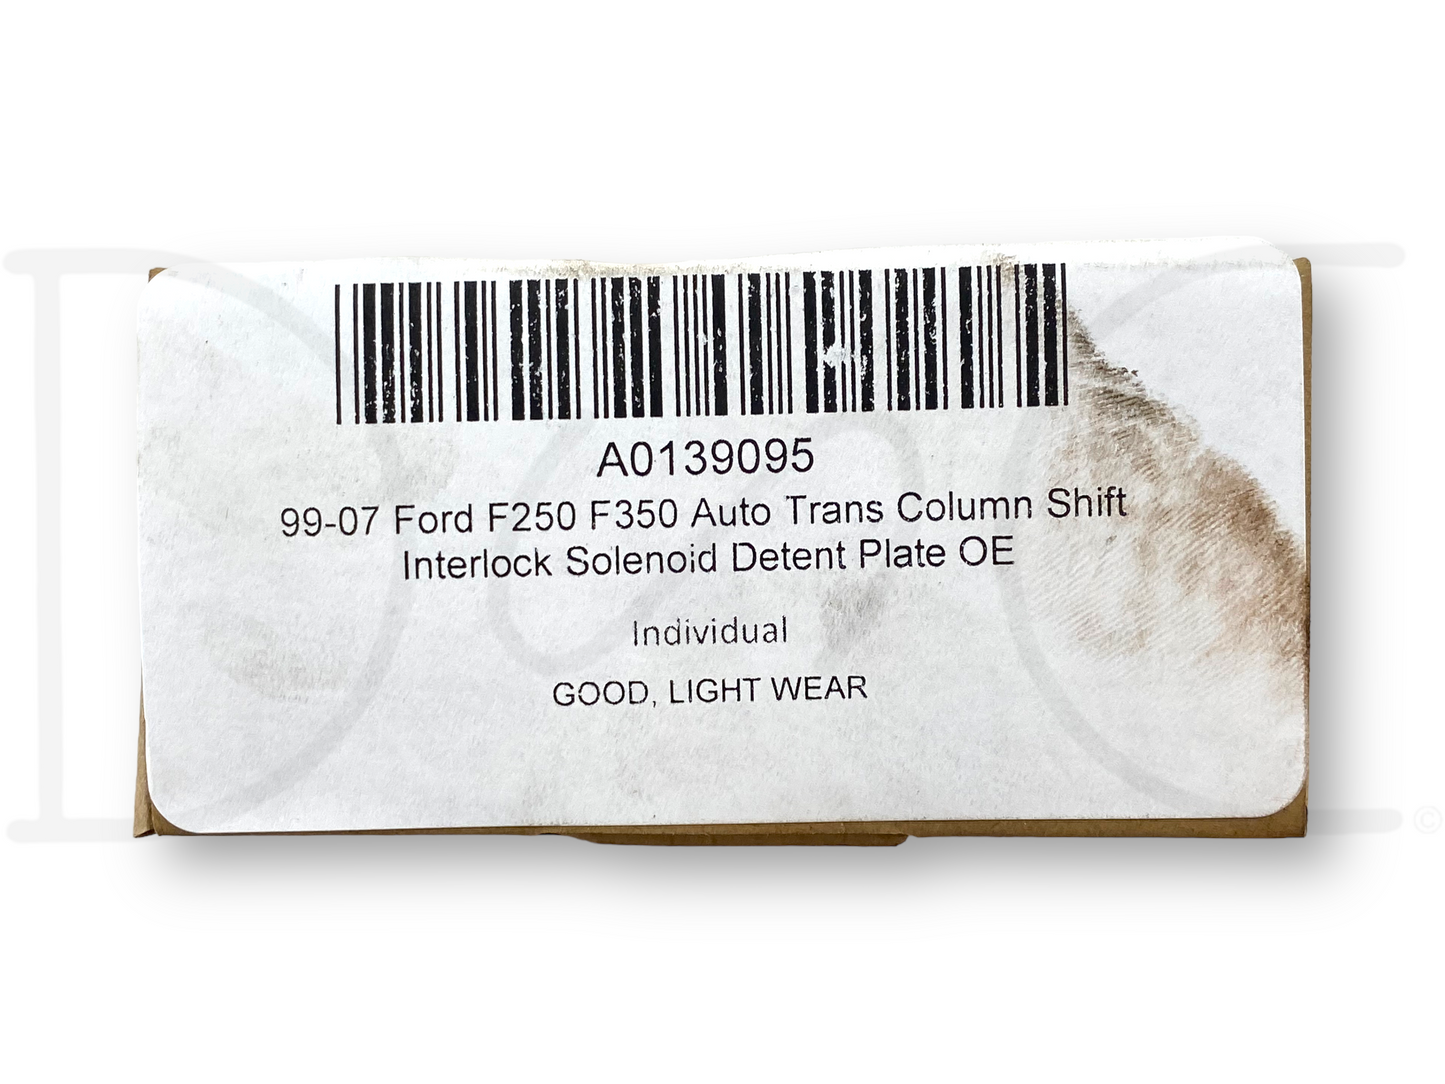 A0139095
99-07 Ford F250 F350 Auto Trans Column Shift
Interlock Solenoid Detent Plate OE
Individual
GOOD, LIGHT WEAR
©